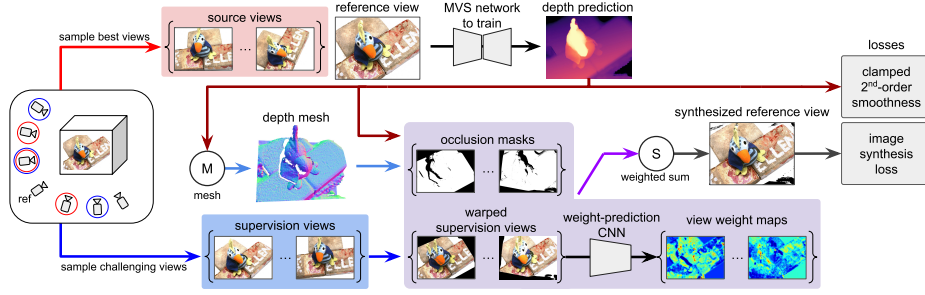 source views
reference view
MVS network
to train
depth prediction
sample best views
losses
clamped
2nd-order
smoothness
depth mesh
occlusion masks
synthesized reference view
image
synthesis
loss
M
mesh
S
weighted sum
ref
supervision views
warped
supervision views
weight-prediction
CNN
view weight maps
sample challenging views